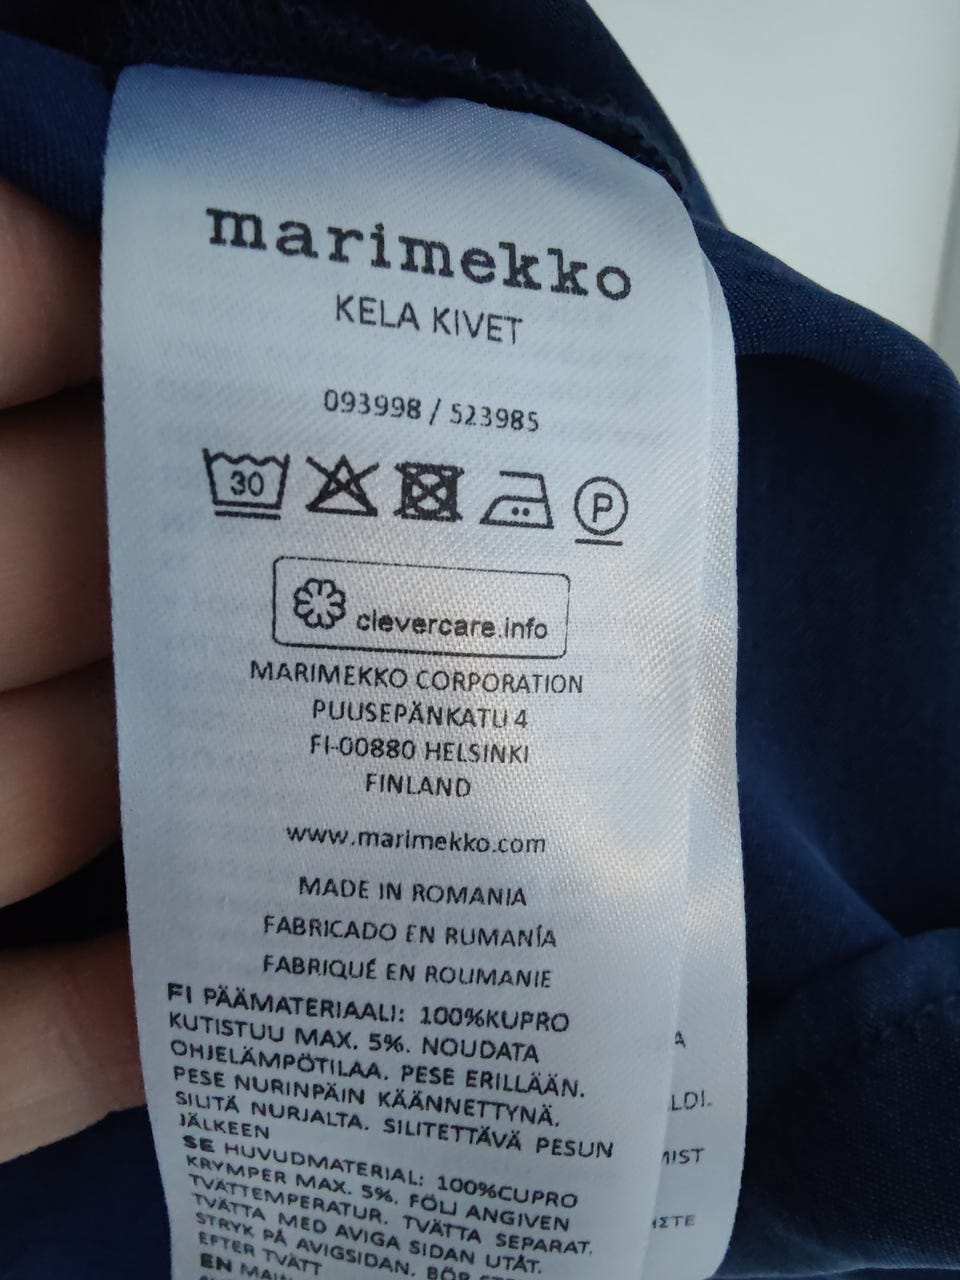 marimekko
KELA KIVET
093998 / 523985
30
P
clevercare.info
MARIMEKKO CORPORATION
PUUSEPÄNKATU 4
FI-00880 HELSINKI
FINLAND
www.marimekko.com
MADE IN ROMANIA
FABRICADO EN RUMANÍA
FABRIQUÉ EN ROUMANIE
FI PÄÄMATERIAALI: 100%KUPRO
KUTISTUU MAX. 5%. NOUDATA
OHJELÄMPÖTILAA. PESE ERILLÄÄN.
PESE NURINPÄIN KÄÄNNETTYNÄ.
SILITÄ NURJALTA. SILITETTÄVÄ PESUN
JÄLKEEN
SE HUVUDMATERIAL: 100%CUPRO
KRYMPER MAX. 5%. FÖLJ ANGIVEN
TVÄTTEMPERATUR. TVÄTTA SEPARAT.
TVÄTTA MED AVIGA SIDAN UTÅT.
STRYK PÅ AVIGSIDAN. BÖR
EFTER TVÄTT
EN MAIN